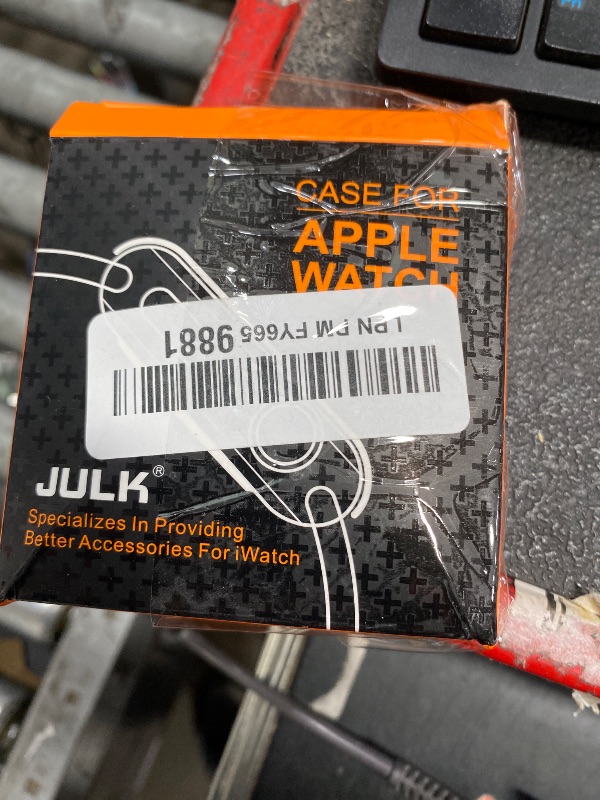 CASE FOR
APPLE
WATCH
LPN PM FY665 9881
JULK®
Specializes In Providing
Better Accessories For iWatch